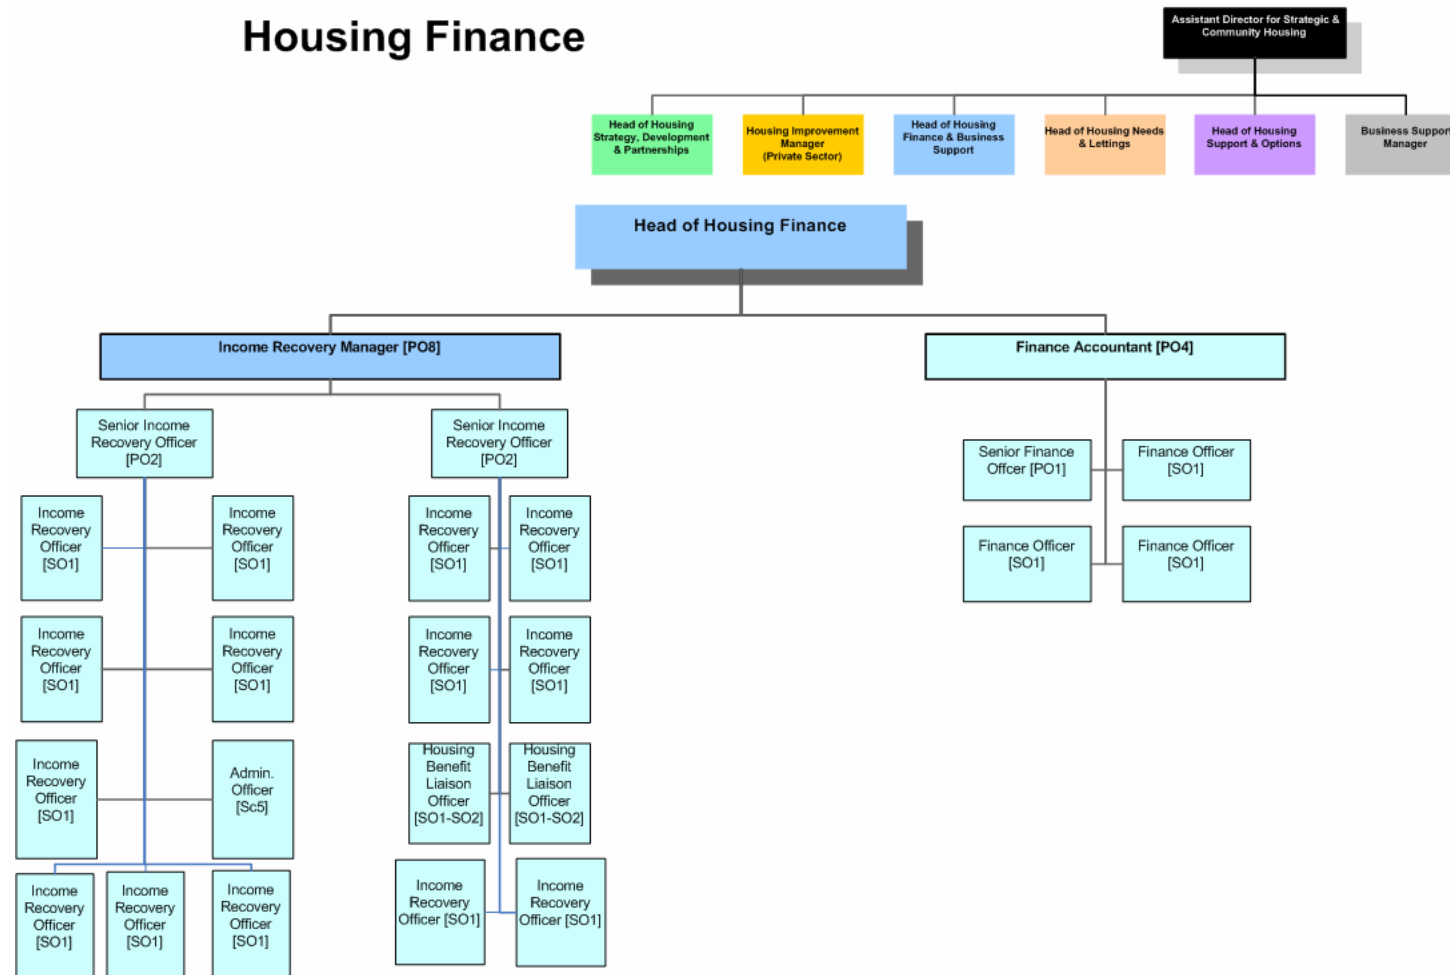 Housing Finance
Assistant Director for Strategic &
Community Housing
Head of Housing
Strategy, Development
& Partnerships
Housing Improvement
Manager
(Private Sector)
Head of Housing
Finance & Business
Support
Head of Housing Needs
& Lettings
Head of Housing
Support & Options
Business Support
Manager
Head of Housing Finance
Income Recovery Manager [PO8]
Finance Accountant [PO4]
Senior Income
Recovery Officer
[PO2]
Senior Income
Recovery Officer
[PO2]
Senior Finance
Offcer [PO1]
Finance Officer
[SO1]
Finance Officer
[SO1]
Finance Officer
[SO1]
Income
Recovery
Officer
[SO1]
Income
Recovery
Officer
[SO1]
Income
Recovery
Officer
[SO1]
Income
Recovery
Officer
[SO1]
Income
Recovery
Officer
[SO1]
Income
Recovery
Officer
[SO1]
Income
Recovery
Officer
[SO1]
Income
Recovery
Officer
[SO1]
Income
Recovery
Officer
[SO1]
Admin.
Officer
[Sc5]
Housing
Benefit
Liaison
Officer
[SO1-SO2]
Housing
Benefit
Liaison
Officer
[SO1-SO2]
Income
Recovery
Officer
[SO1]
Income
Recovery
Officer
[SO1]
Income
Recovery
Officer
[SO1]
Income
Recovery
Officer [SO1]
Income
Recovery
Officer [SO1]